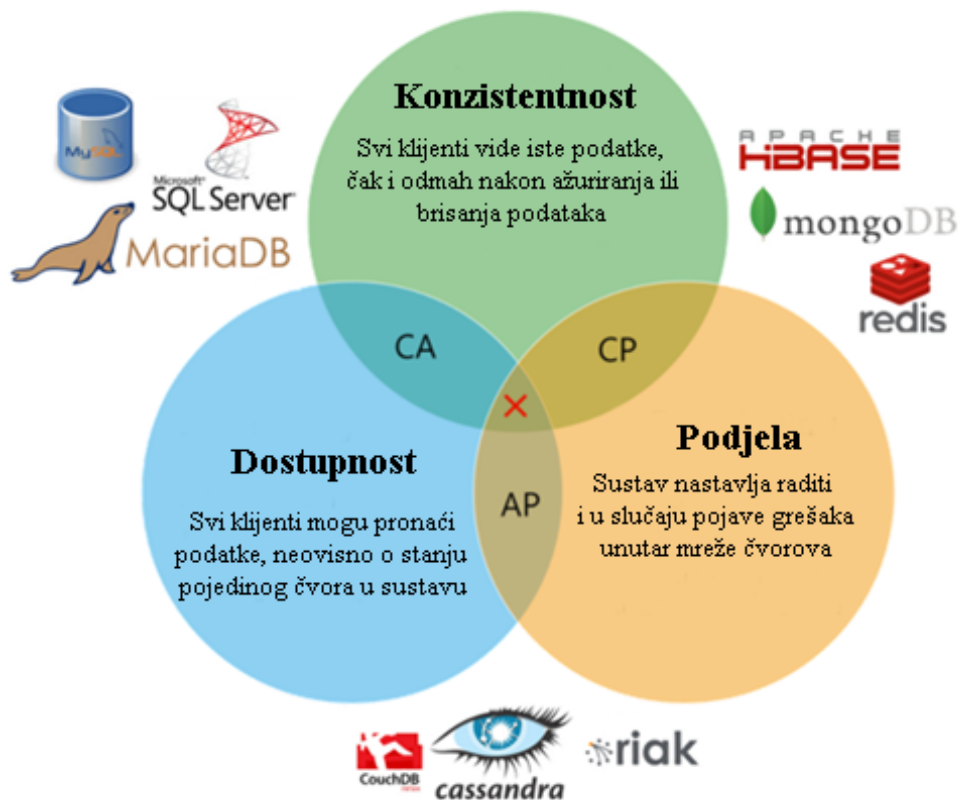 Konzistentnost
Svi klijenti vide iste podatke,
čak i odmah nakon ažuriranja ili
brisanja podataka
MySQL
Microsoft®
SQL Server
MariaDB
APACHE
HBASE
mongoDB
redis
CA
CP
AP
Dostupnost
Svi klijenti mogu pronaći
podatke, neovisno o stanju
pojedinog čvora u sustavu
Podjela
Sustav nastavlja raditi
i u slučaju pojave grešaka
unutar mreže čvorova
CouchDB
cassandra
riak